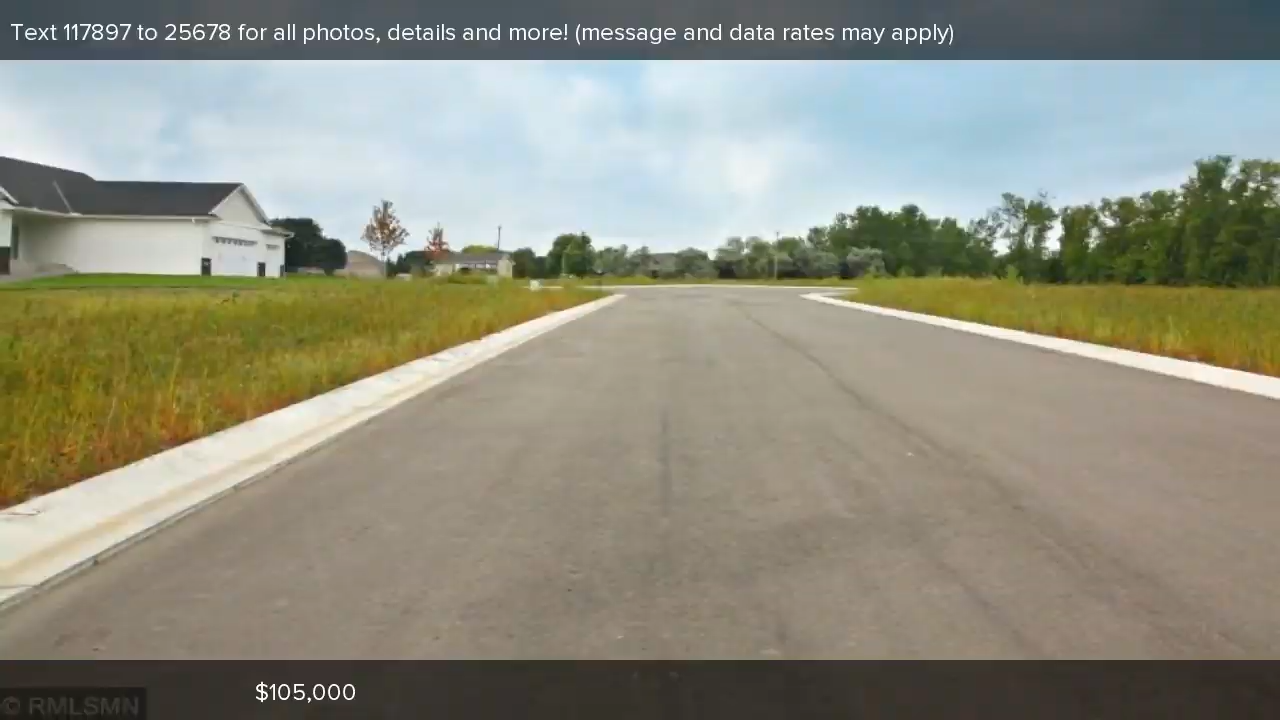 Text 117897 to 25678 for all photos, details and more! (message and data rates may apply)
$105,000
© RMLSMN